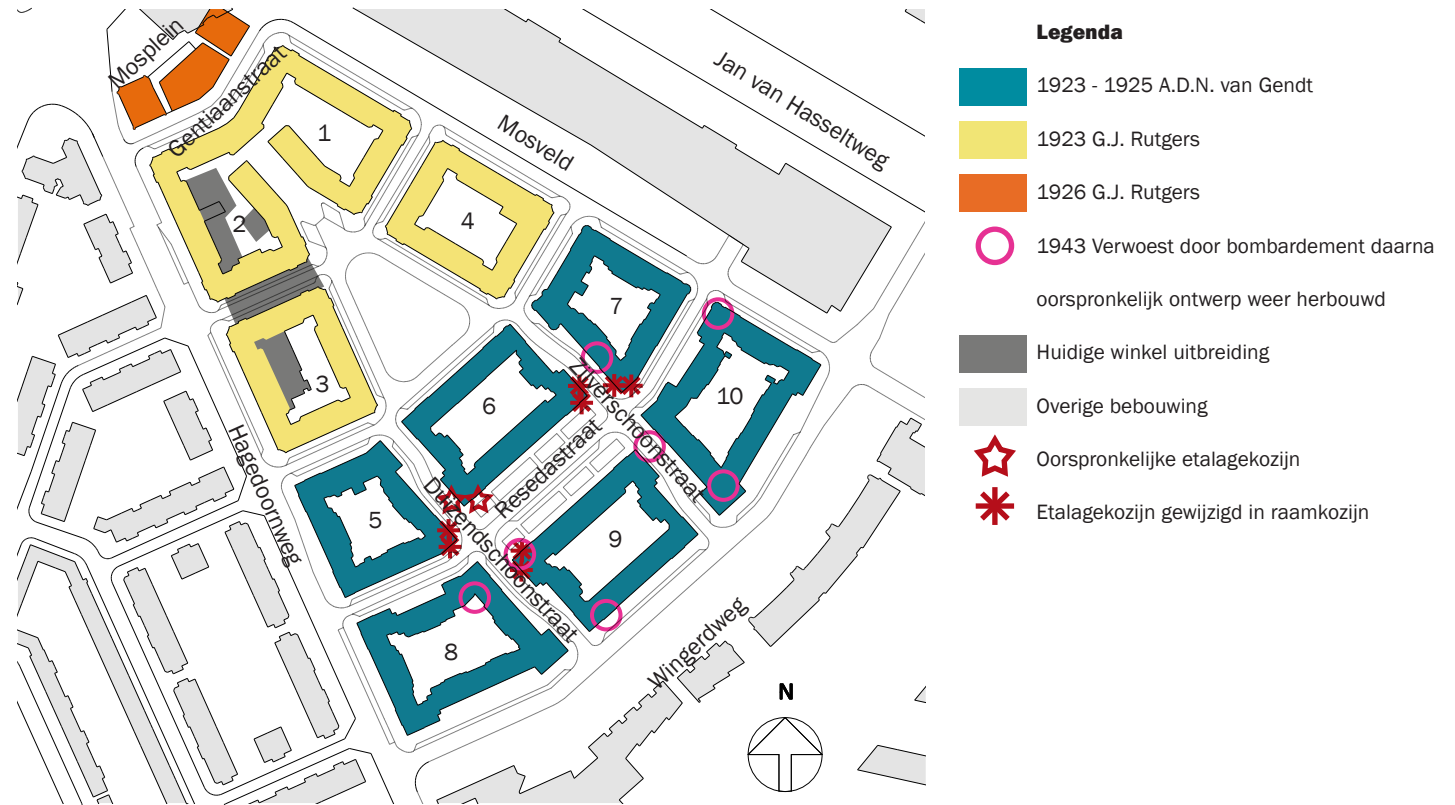 Mosplein
Gentiaanstraat
Jan van Hasseltweg
Mosveld
1
2
4
3
7
10
6
Zilverschoonstraat
Resedastraat
Hagedoornweg
Duizendschoonstraat
5
9
8
Wingerdweg
N
Legenda
1923 - 1925 A.D.N. van Gendt
1923 G.J. Rutgers
1926 G.J. Rutgers
1943 Verwoest door bombardement daarna
oorspronkelijk ontwerp weer herbouwd
Huidige winkel uitbreiding
Overige bebouwing
Oorspronkelijke etalagekozijn
Etalagekozijn gewijzigd in raamkozijn